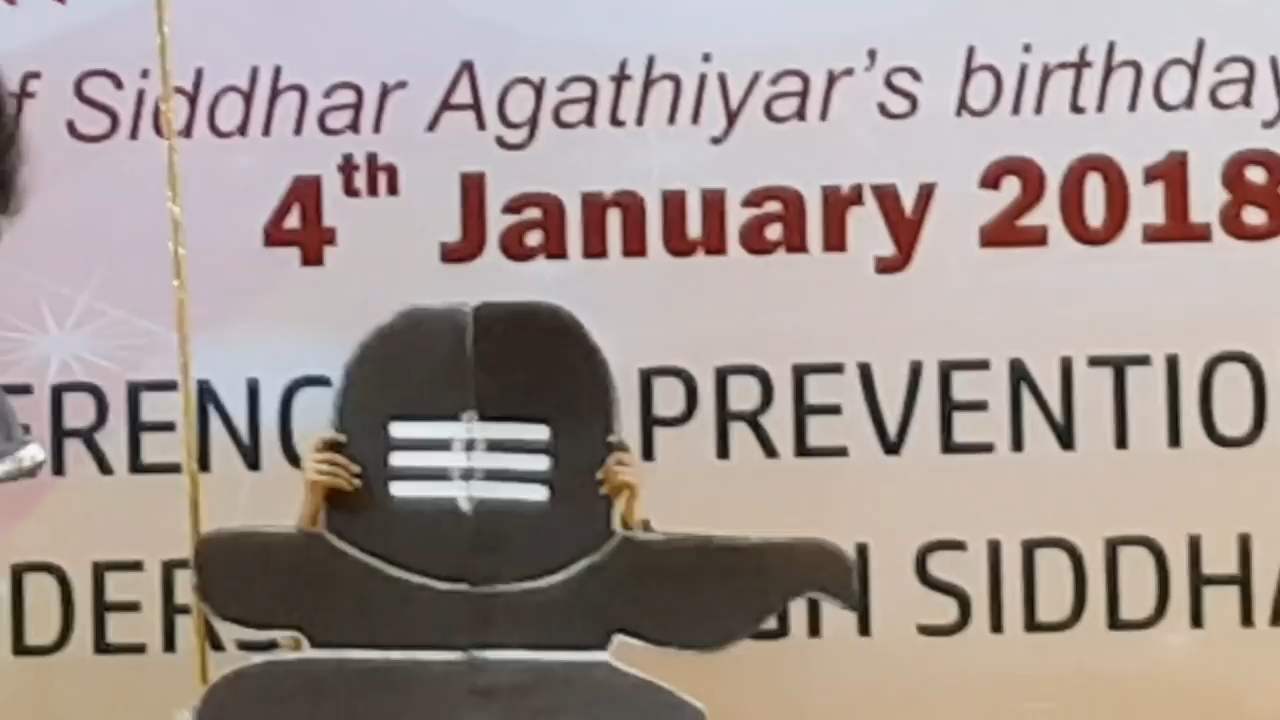 f Siddhar Agathiyar's birthday
4th January 2018
ERENC PREVENTIO
DER SIDDHA